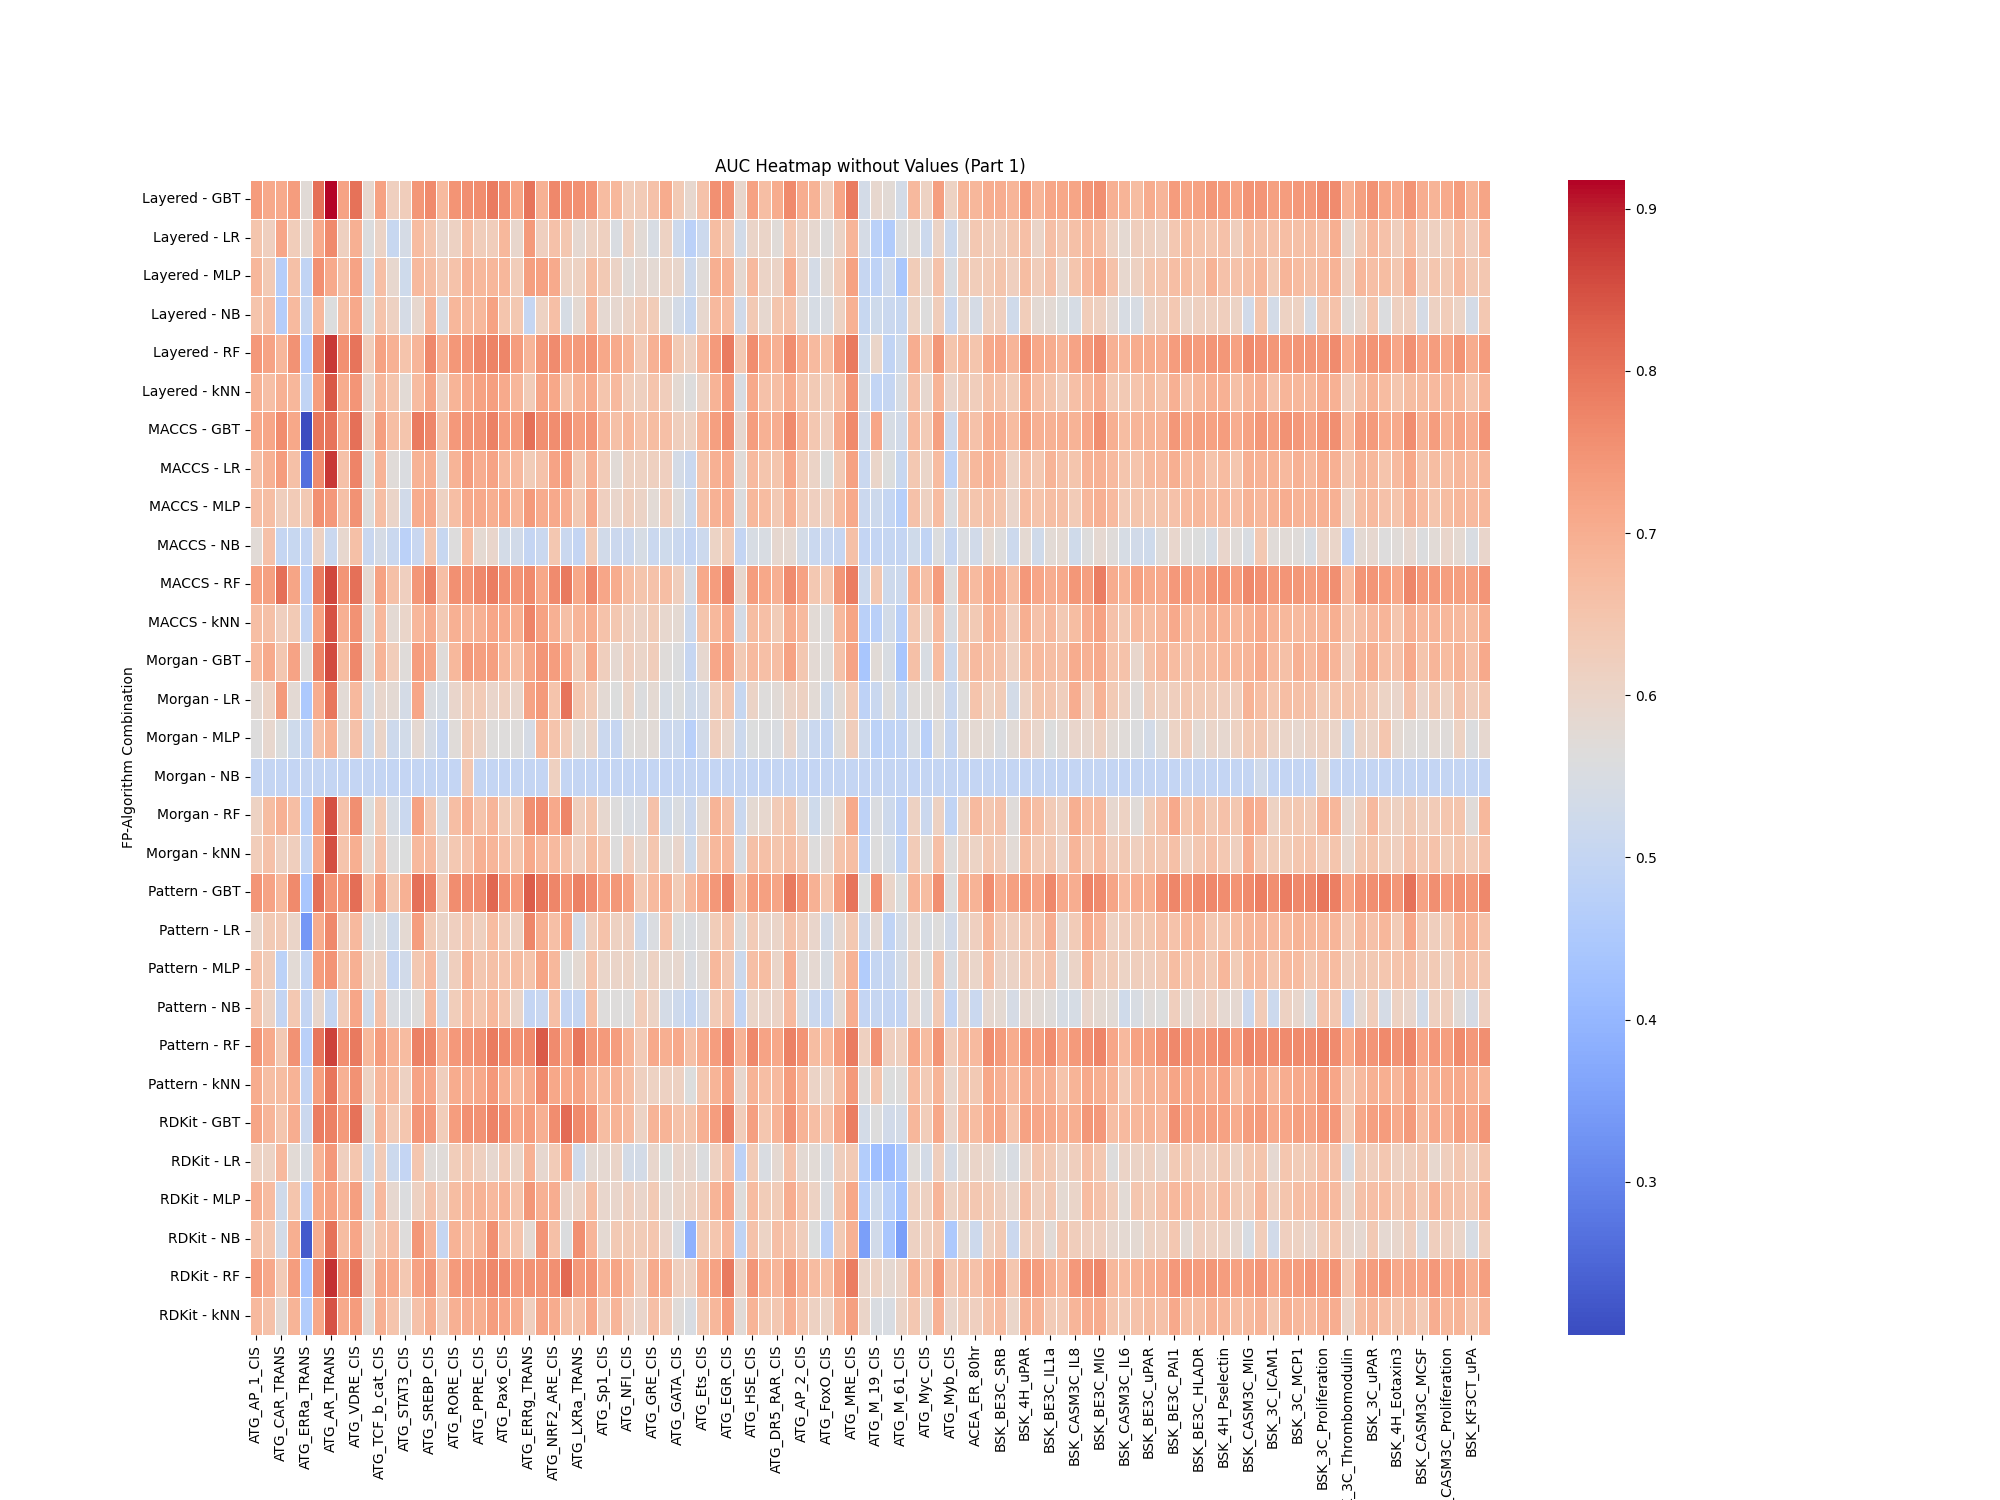 AUC Heatmap without Values (Part 1)
FP-Algorithm Combination
Layered - GBT
Layered - LR
Layered - MLP
Layered - NB
Layered - RF
Layered - kNN
MACCS - GBT
MACCS - LR
MACCS - MLP
MACCS - NB
MACCS - RF
MACCS - kNN
Morgan - GBT
Morgan - LR
Morgan - MLP
Morgan - NB
Morgan - RF
Morgan - kNN
Pattern - GBT
Pattern - LR
Pattern - MLP
Pattern - NB
Pattern - RF
Pattern - kNN
RDKit - GBT
RDKit - LR
RDKit - MLP
RDKit - NB
RDKit - RF
RDKit - kNN
ATG_AP_1_CIS
ATG_CAR_TRANS
ATG_ERRa_TRANS
ATG_AR_TRANS
ATG_VDRE_CIS
ATG_TCF_b_cat_CIS
ATG_STAT3_CIS
ATG_SREBP_CIS
ATG_RORE_CIS
ATG_PPRE_CIS
ATG_Pax6_CIS
ATG_ERRg_TRANS
ATG_NRF2_ARE_CIS
ATG_LXRa_TRANS
ATG_Sp1_CIS
ATG_NFI_CIS
ATG_GRE_CIS
ATG_GATA_CIS
ATG_Ets_CIS
ATG_EGR_CIS
ATG_HSE_CIS
ATG_DR5_RAR_CIS
ATG_AP_2_CIS
ATG_FoxO_CIS
ATG_MRE_CIS
ATG_M_19_CIS
ATG_M_61_CIS
ATG_Myc_CIS
ATG_Myb_CIS
ACEA_ER_80hr
BSK_BE3C_SRB
BSK_4H_uPAR
BSK_BE3C_IL1a
BSK_CASM3C_IL8
BSK_BE3C_MIG
BSK_CASM3C_IL6
BSK_BE3C_uPAR
BSK_BE3C_PAI1
BSK_BE3C_HLADR
BSK_4H_Pselectin
BSK_CASM3C_MIG
BSK_3C_ICAM1
BSK_3C_MCP1
BSK_3C_Proliferation
_3C_Thrombomodulin
BSK_3C_uPAR
BSK_4H_Eotaxin3
BSK_CASM3C_MCSF
_CASM3C_Proliferation
BSK_KF3CT_uPA
0.9
0.8
0.7
0.6
0.5
0.4
0.3